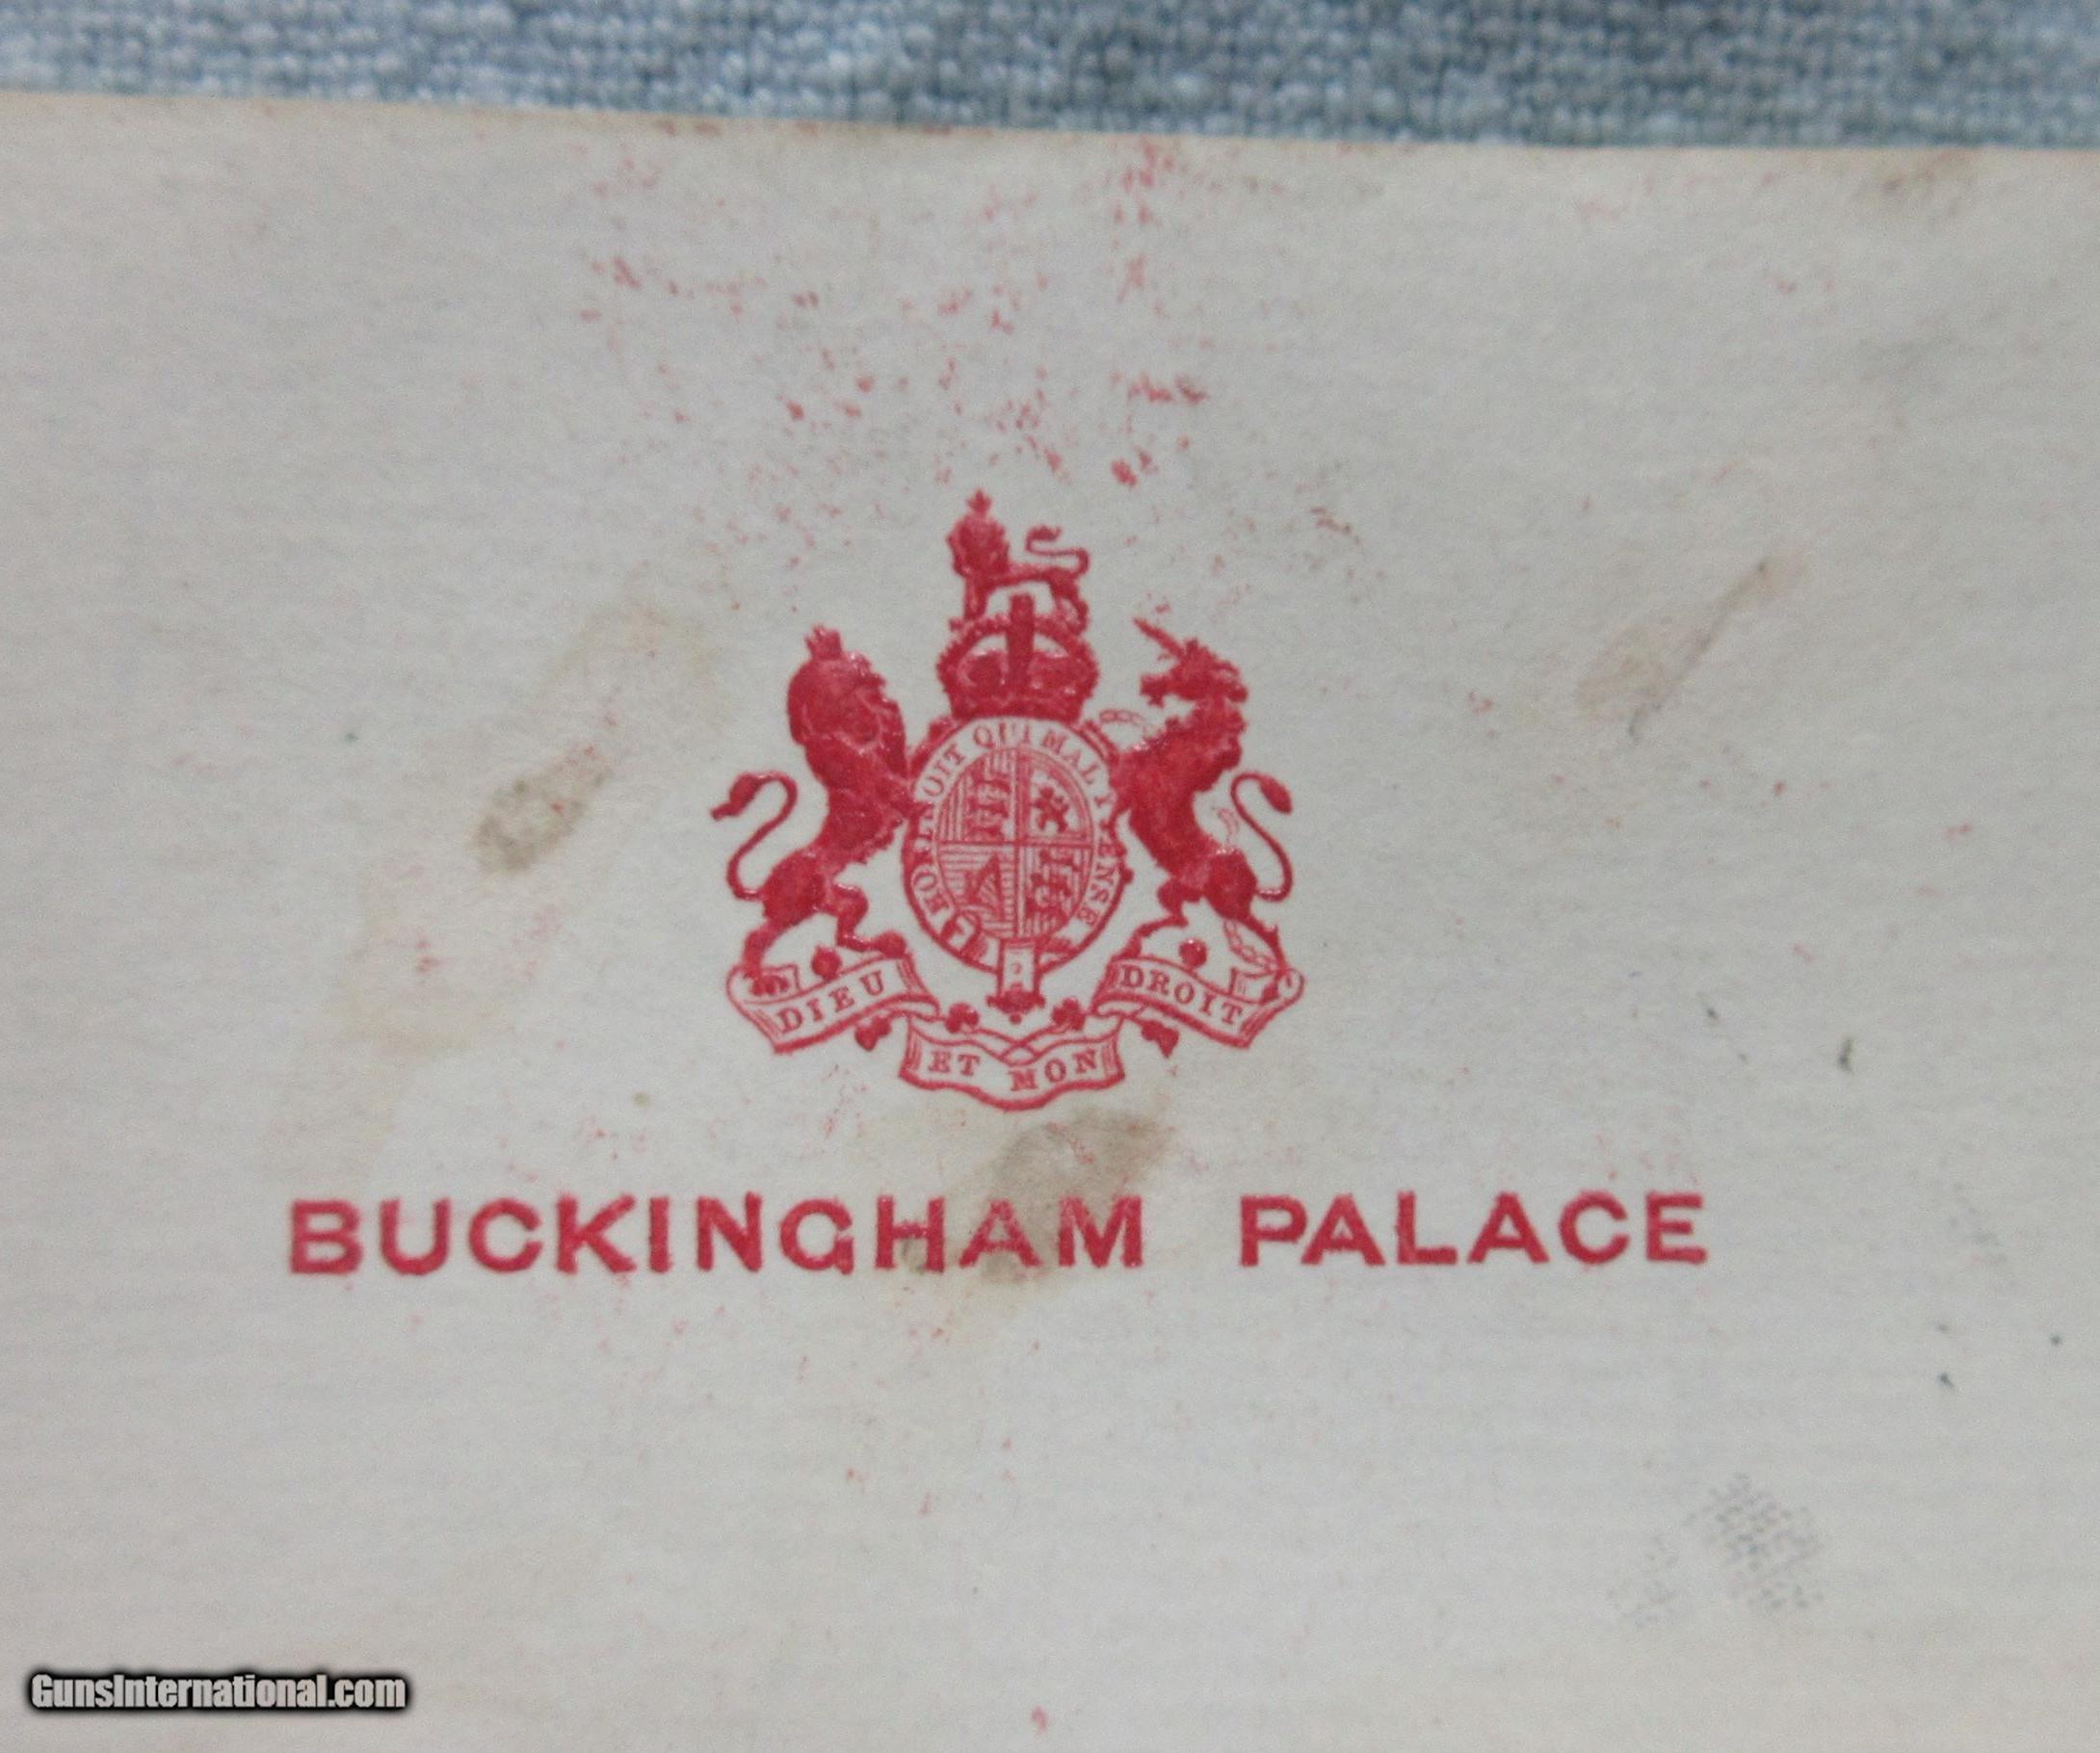 HONI SOIT QUI MAL Y PENSE
DIEU
ET MON
DROIT
BUCKINGHAM PALACE
GunsInternational.com